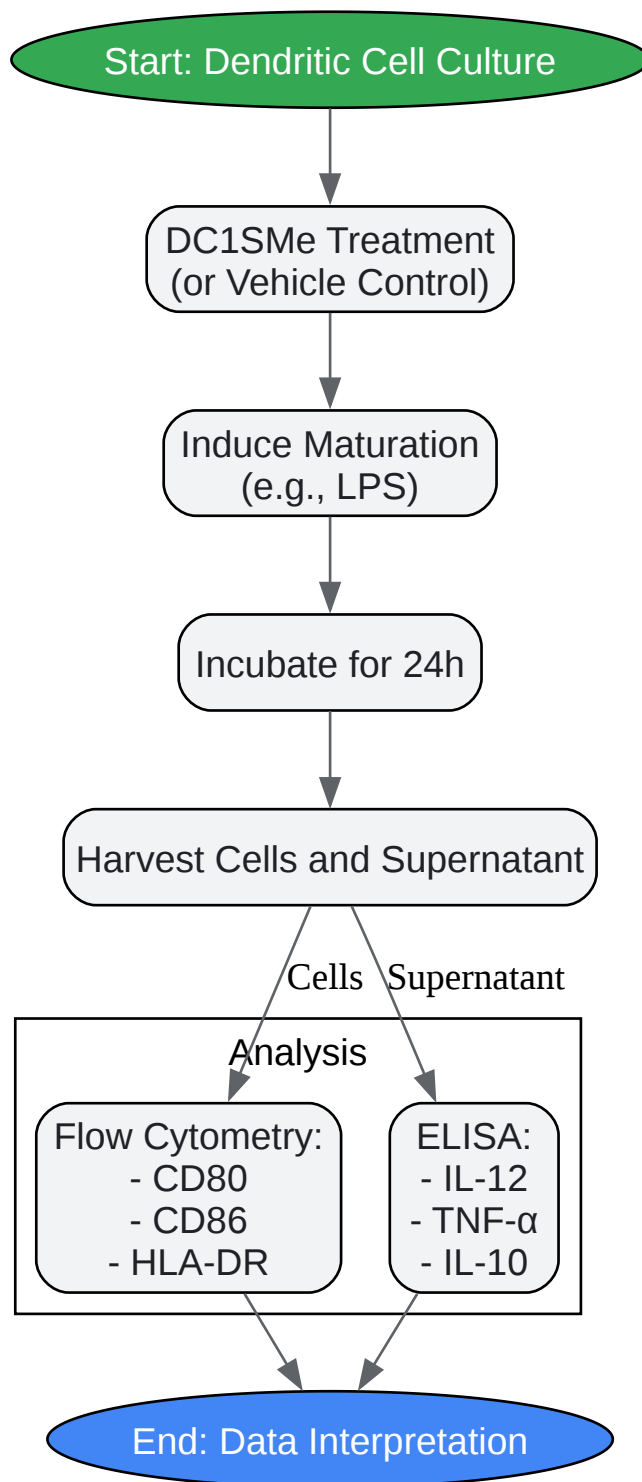 Start: Dendritic Cell Culture
DC1SMe Treatment
(or Vehicle Control)
Induce Maturation
(e.g., LPS)
Incubate for 24h
Harvest Cells and Supernatant
Cells
Supernatant
Analysis
Flow Cytometry:
- CD80
- CD86
- HLA-DR
ELISA:
- IL-12
- TNF-α
- IL-10
End: Data Interpretation